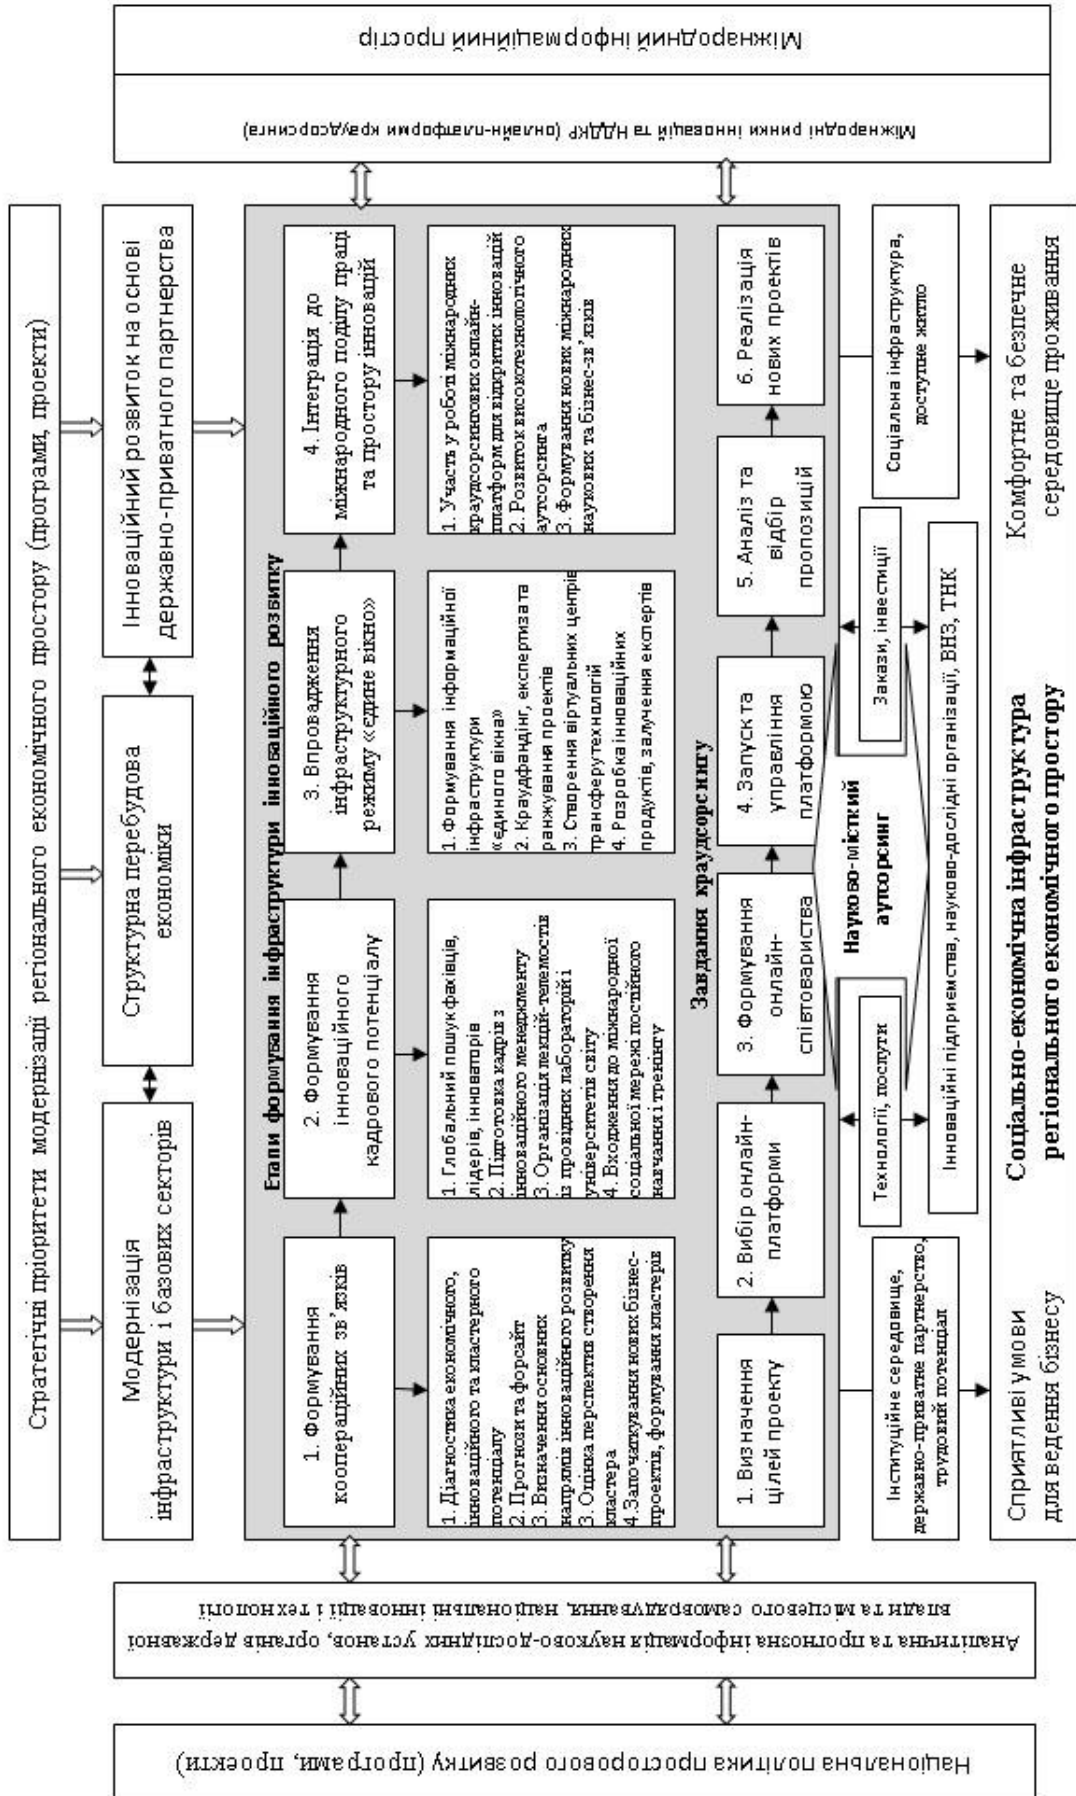 Стратегічні пріоритети модернізації регіонального економічного простору (програми, проекти)
Модернізація
інфраструктури і базових секторів
Структурна перебудова
економіки
Інноваційний розвиток на основі
державно-приватного партнерства
Національна політика просторового розвитку (програми, проекти)
Аналітична та прогнозна інформація науково-дослідних установ, органів державної
влади та місцевого самоврядування, національні інновації і технології
Етапи формування інфраструктури інноваційного розвитку
1. Формування
коопераційних зв’язків
2. Формування
інноваційного
кадрового потенціалу
3. Впровадження
інфраструктурного
режиму «єдине вікно»
4. Інтеграція до
міжнародного поділу праці
та простору інновацій
1. Діагностика економічного,
інноваційного та кластерного
потенціалу
2. Прогнози та форсайт
3. Визначення основних
напрямів інноваційного розвитку
3. Оцінка перспектив створення
кластера
4. Започаткування нових бізнес-
проектів, формування кластерів
1. Глобальний пошук фахівців,
лідерів, інноваторів
2. Підготовка кадрів з
інноваційного менеджменту
3. Організація лекцій-телемостів
із провідних лабораторій і
університетів світу
4. Входження до міжнародної
соціальної мережі постійного
навчання і тренінгу
1. Формування інформаційної
інфраструктури
«єдиного вікна»
2. Краудфандінг, експертиза та
ранжування проектів
3. Створення віртуальних центрів
трансферу технологій
4. Розробка інноваційних
продуктів, залучення експертів
1. Участь у роботі міжнародних
краудсорсингових онлайн-
платформ для відкритих інновацій
2. Розвиток високотехнологічного
аутсорсинга
3. Формування нових міжнародних
наукових та бізнес-зв’язків
Завдання краудсорсингу
1. Визначення
цілей проекту
2. Вибір онлайн-
платформи
3. Формування
онлайн-
співтовариства
4. Запуск та
управління
платформою
5. Аналіз та
відбір
пропозицій
6. Реалізація
нових проектів
Міжнародні ринки інновацій та НДДКР (онлайн-платформи краудсорсинга)
Міжнародний інформаційний
простір
Інституційне середовище,
державно-приватне партнерство,
трудовий потенціал
Технології, послуги
Науково-місткий
аутсорсинг
Закази, інвестиції
Соціальна інфраструктура,
доступне житло
Інноваційні підприємства, науково-дослідні організації, ВНЗ, ТНК
Сприятливі умови
для ведення бізнесу
Соціально-економічна інфраструктура
регіонального економічного простору
Комфортне та безпечне
середовище проживання